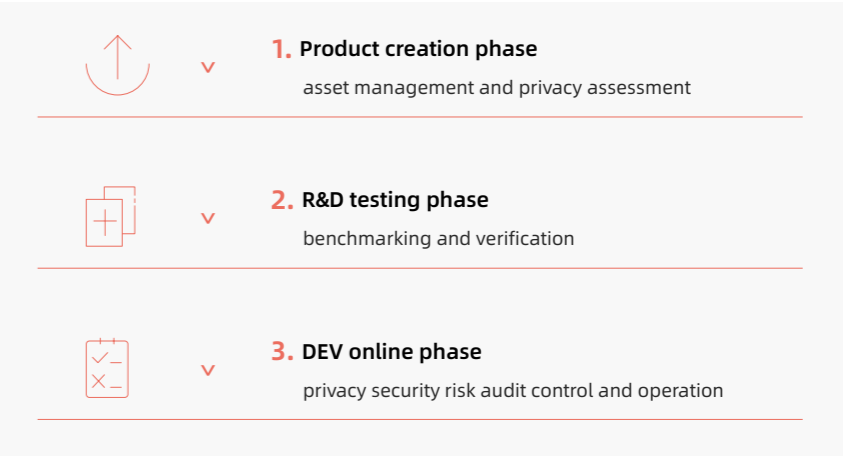 1. Product creation phase
asset management and privacy assessment
2. R&D testing phase
benchmarking and verification
3. DEV online phase
privacy security risk audit control and operation